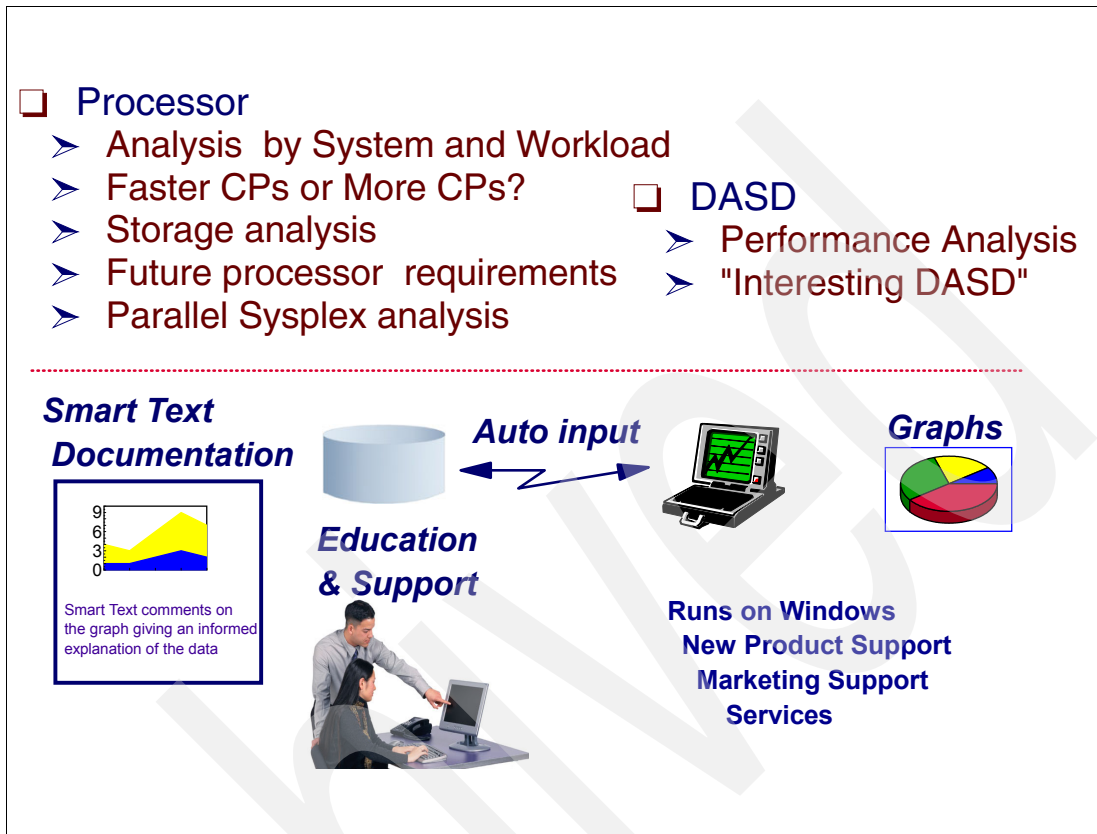 Processor
Analysis by System and Workload
Faster CPs or More CPs?
Storage analysis
Future processor requirements
Parallel Sysplex analysis
DASD
Performance Analysis
"Interesting DASD"
Smart Text
Documentation
9
6
3
0
Smart Text comments on
the graph giving an informed
explanation of the data
Auto input
Education
& Support
Graphs
Runs on Windows
New Product Support
Marketing Support
Services